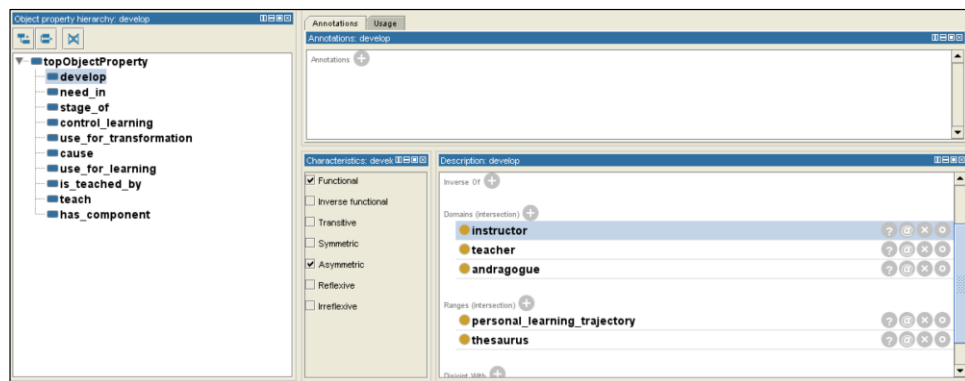 Object property hierarchy: develop
topObjectProperty
develop
need_in
stage_of
control_learning
use_for_transformation
cause
use_for_learning
is_teached_by
teach
has_component
Annotations Usage
Annotations: develop
Annotations
Characteristics: devel
Functional
Inverse functional
Transitive
Symmetric
Asymmetric
Reflexive
Irreflexive
Description: develop
Inverse Of
Domains (intersection)
instructor
teacher
andragogue
Ranges (intersection)
personal_learning_trajectory
thesaurus
Disjoint With